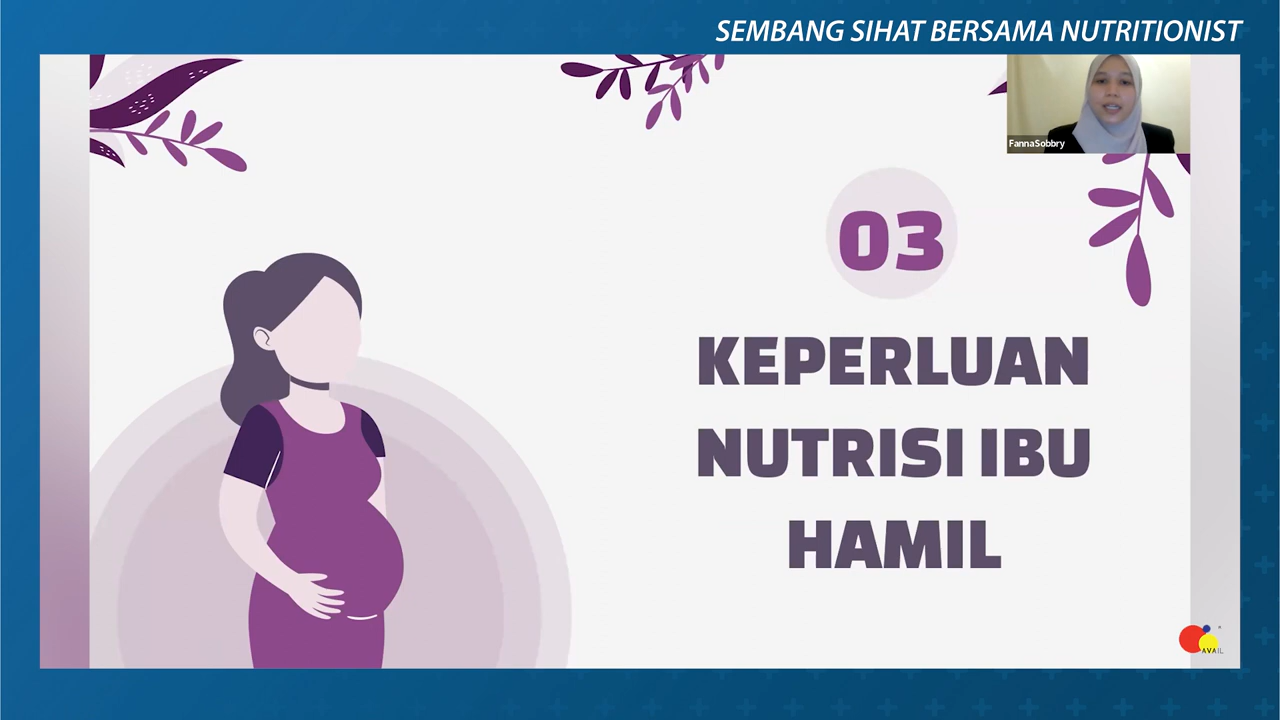 SEMBANG SIHAT BERSAMA NUTRITIONIST
FannaSobbry
03
KEPERLUAN
NUTRISI IBU
HAMIL
AVAIL